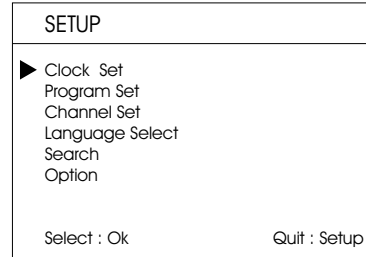 SETUP
Clock Set
Program Set
Channel Set
Language Select
Search
Option
Select : Ok Quit : Setup